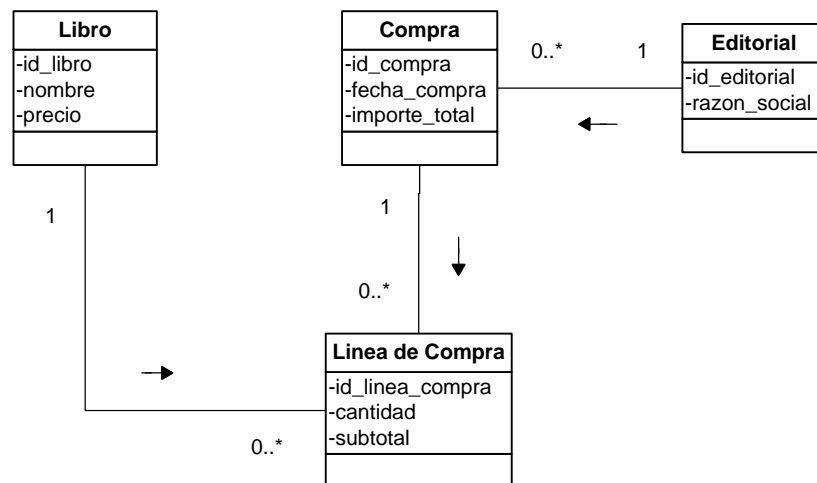 Libro
-id_libro
-nombre
-precio
Compra
-id_compra
-fecha_compra
-importe_total
0..*
1
Editorial
-id_editorial
-razon_social
1
1
0..*
Linea de Compra
-id_linea_compra
-cantidad
-subtotal
0..*